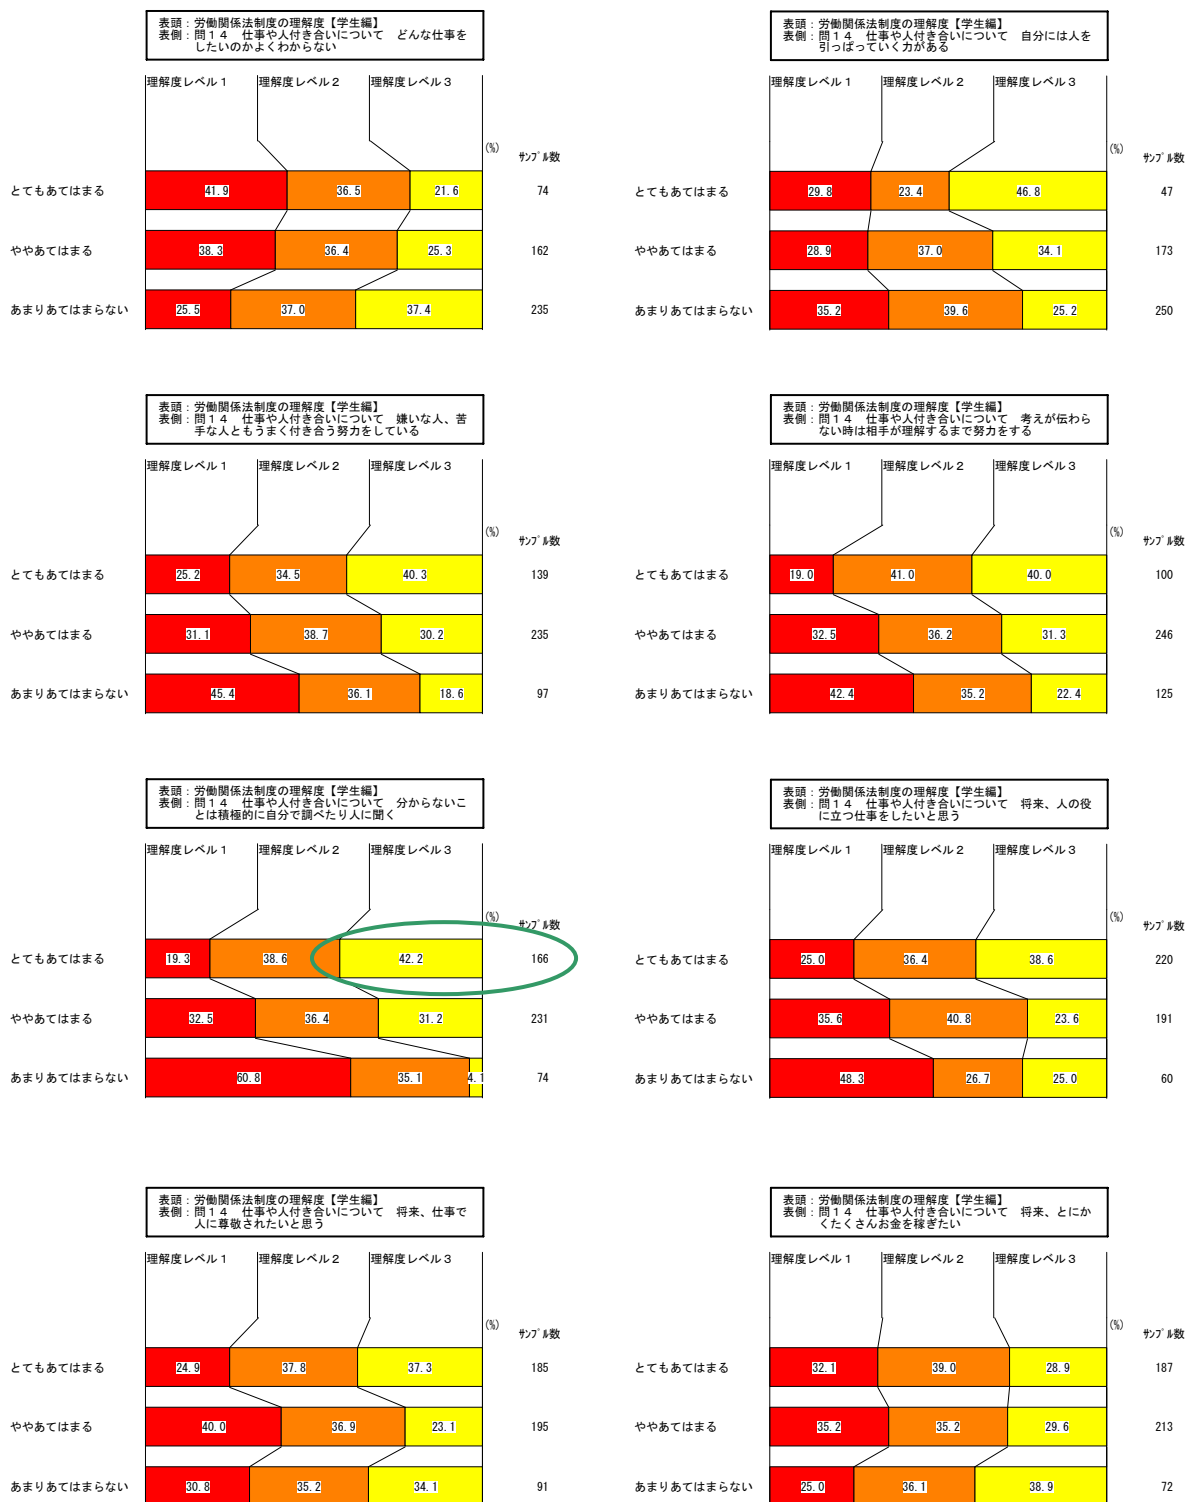 表頭：労働関係法制度の理解度【学生編】
表側：問１４　仕事や人付き合いについて　どんな仕事を
したいのかよくわからない
理解度レベル１ 理解度レベル２ 理解度レベル３
(%) ｻﾝﾌﾟﾙ数
とてもあてはまる 41.9 36.5 21.6 74
ややあてはまる 38.3 36.4 25.3 162
あまりあてはまらない 25.5 37.0 37.4 235
表頭：労働関係法制度の理解度【学生編】
表側：問１４　仕事や人付き合いについて　自分には人を
引っぱっていく力がある
理解度レベル１ 理解度レベル２ 理解度レベル３
(%) ｻﾝﾌﾟﾙ数
とてもあてはまる 29.8 23.4 46.8 47
ややあてはまる 28.9 37.0 34.1 173
あまりあてはまらない 35.2 39.6 25.2 250
表頭：労働関係法制度の理解度【学生編】
表側：問１４　仕事や人付き合いについて　嫌いな人、苦
手な人ともうまく付き合う努力をしている
理解度レベル１ 理解度レベル２ 理解度レベル３
(%) ｻﾝﾌﾟﾙ数
とてもあてはまる 25.2 34.5 40.3 139
ややあてはまる 31.1 38.7 30.2 235
あまりあてはまらない 45.4 36.1 18.6 97
表頭：労働関係法制度の理解度【学生編】
表側：問１４　仕事や人付き合いについて　考えが伝わら
ない時は相手が理解するまで努力をする
理解度レベル１ 理解度レベル２ 理解度レベル３
(%) ｻﾝﾌﾟﾙ数
とてもあてはまる 19.0 41.0 40.0 100
ややあてはまる 32.5 36.2 31.3 246
あまりあてはまらない 42.4 35.2 22.4 125
表頭：労働関係法制度の理解度【学生編】
表側：問１４　仕事や人付き合いについて　分からないこ
とは積極的に自分で調べたり人に聞く
理解度レベル１ 理解度レベル２ 理解度レベル３
(%) ｻﾝﾌﾟﾙ数
とてもあてはまる 19.3 38.6 42.2 166
ややあてはまる 32.5 36.4 31.2 231
あまりあてはまらない 60.8 35.1 4.1 74
表頭：労働関係法制度の理解度【学生編】
表側：問１４　仕事や人付き合いについて　将来、人の役
に立つ仕事をしたいと思う
理解度レベル１ 理解度レベル２ 理解度レベル３
(%) ｻﾝﾌﾟﾙ数
とてもあてはまる 25.0 36.4 38.6 220
ややあてはまる 35.6 40.8 23.6 191
あまりあてはまらない 48.3 26.7 25.0 60
表頭：労働関係法制度の理解度【学生編】
表側：問１４　仕事や人付き合いについて　将来、仕事で
人に尊敬されたいと思う
理解度レベル１ 理解度レベル２ 理解度レベル３
(%) ｻﾝﾌﾟﾙ数
とてもあてはまる 24.9 37.8 37.3 185
ややあてはまる 40.0 36.9 23.1 195
あまりあてはまらない 30.8 35.2 34.1 91
表頭：労働関係法制度の理解度【学生編】
表側：問１４　仕事や人付き合いについて　将来、とにか
くたくさんお金を稼ぎたい
理解度レベル１ 理解度レベル２ 理解度レベル３
(%) ｻﾝﾌﾟﾙ数
とてもあてはまる 32.1 39.0 28.9 187
ややあてはまる 35.2 35.2 29.6 213
あまりあてはまらない 25.0 36.1 38.9 72